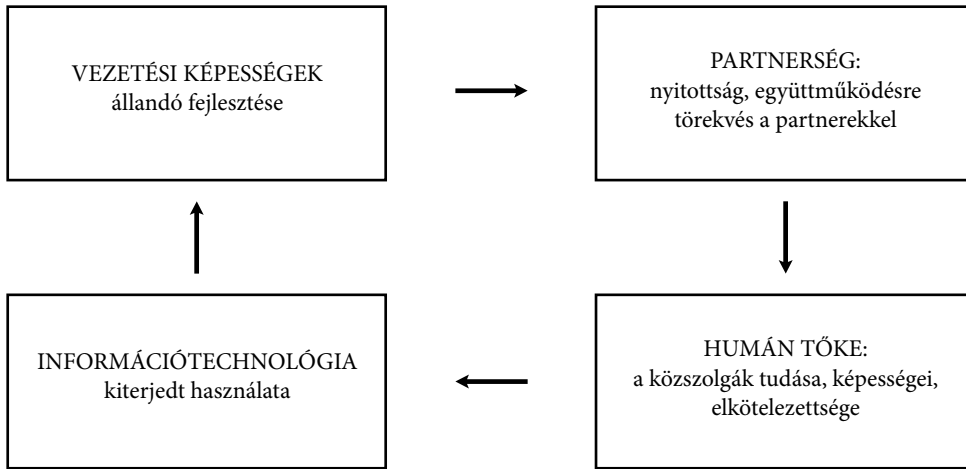 VEZETÉSI KÉPESSÉGEK
állandó fejlesztése
PARTNERSÉG:
nyitottság, együttműködésre
törekvés a partnerekkel
INFORMÁCIÓTECHNOLÓGIA
kiterjedt használata
HUMÁN TŐKE:
a közszolgák tudása, képességei,
elkötelezettsége